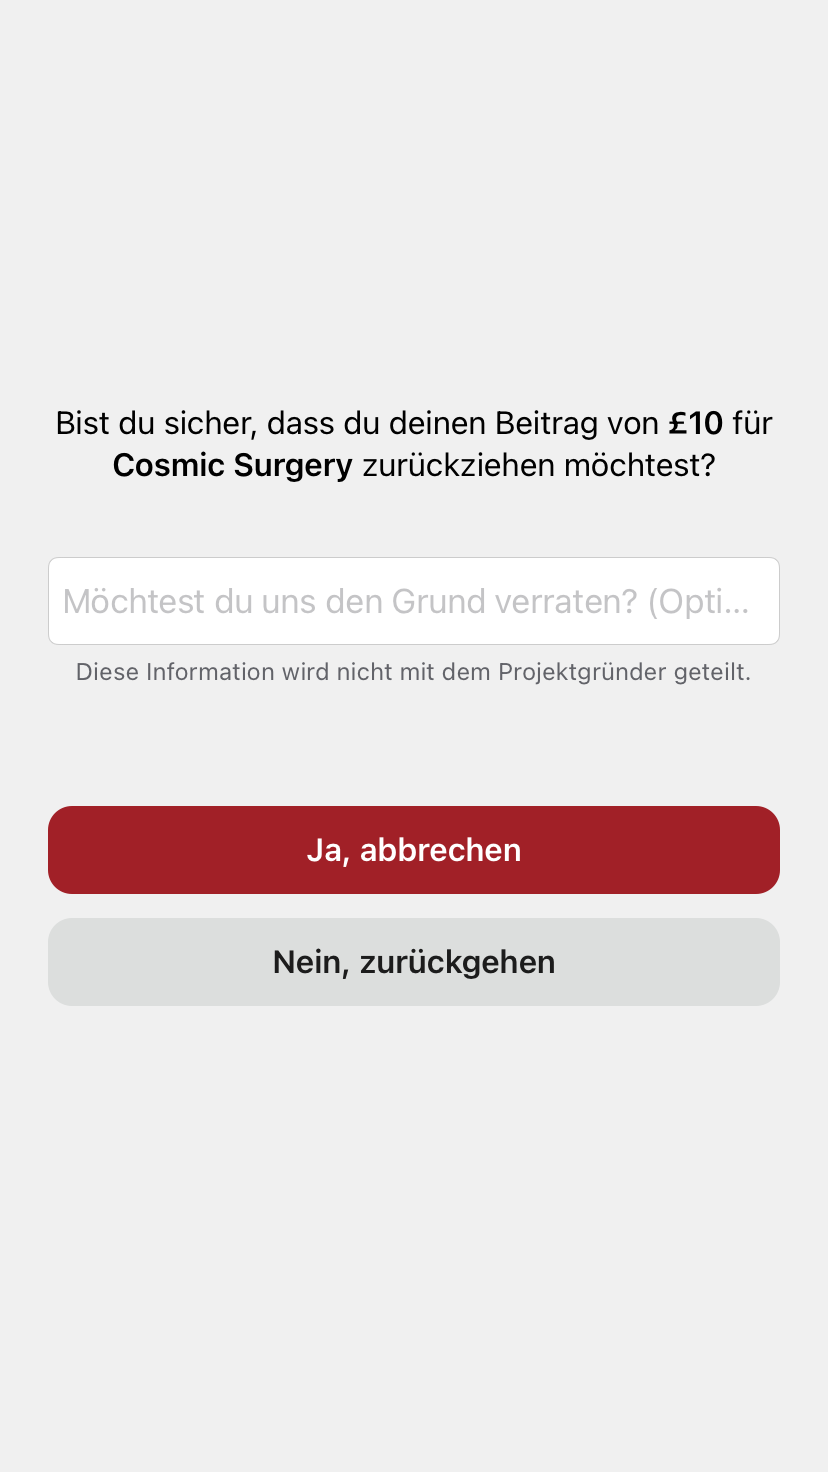 Bist du sicher, dass du deinen Beitrag von £10 für
Cosmic Surgery zurückziehen möchtest?
Möchtest du uns den Grund verraten? (Opti...
Diese Information wird nicht mit dem Projektgründer geteilt.
Ja, abbrechen
Nein, zurückgehen